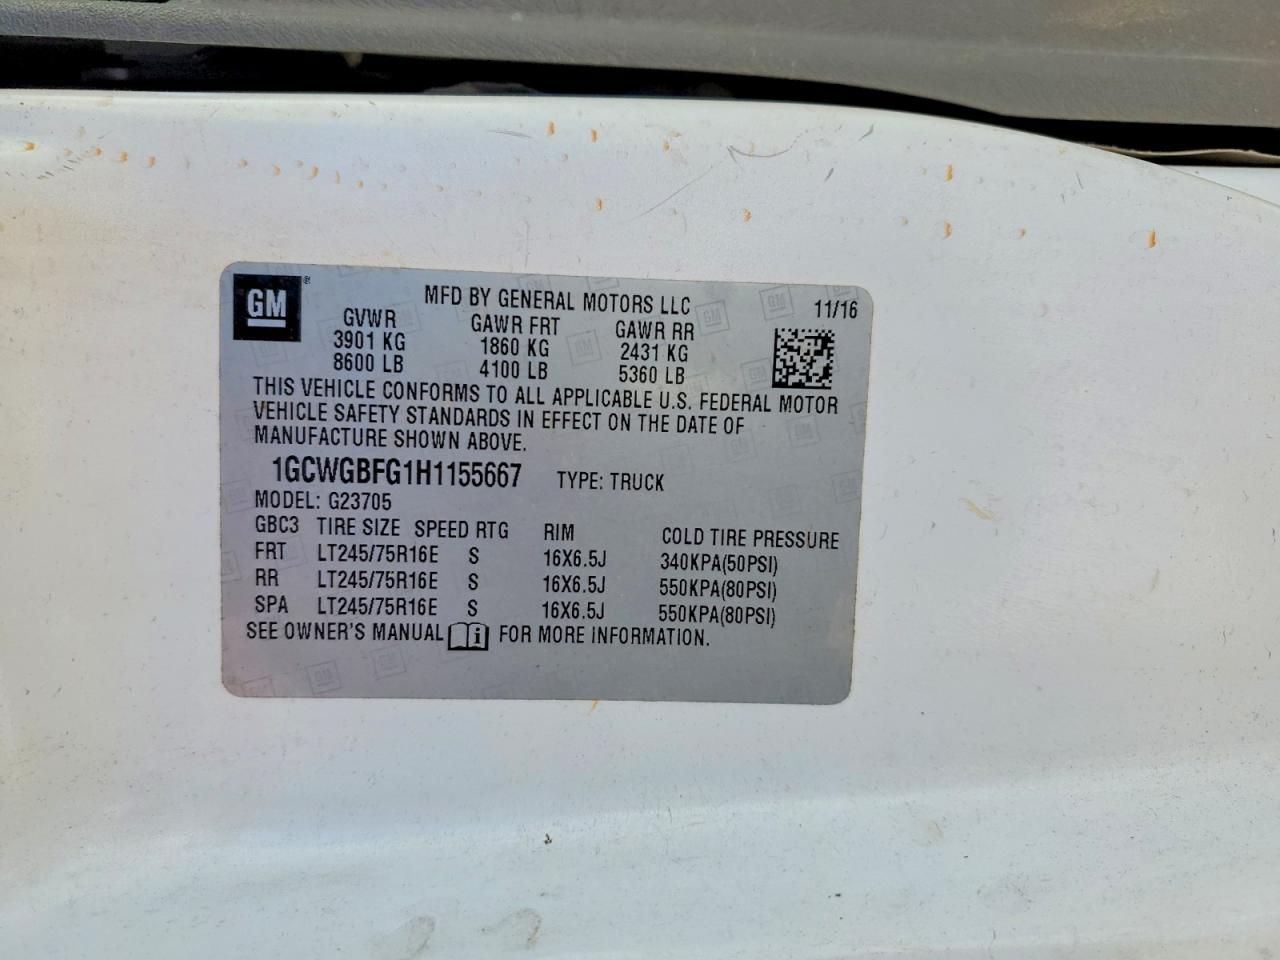 GM® MFD BY GENERAL MOTORS LLC 11/16
GVWR GAWR FRT GAWR RR
3901 KG 1860 KG 2431 KG
8600 LB 4100 LB 5360 LB
THIS VEHICLE CONFORMS TO ALL APPLICABLE U.S. FEDERAL MOTOR
VEHICLE SAFETY STANDARDS IN EFFECT ON THE DATE OF
MANUFACTURE SHOWN ABOVE.
1GCWGBFG1H1155667 TYPE: TRUCK
MODEL: G23705
GBC3 TIRE SIZE SPEED RTG RIM COLD TIRE PRESSURE
FRT LT245/75R16E S 16X6.5J 340KPA(50PSI)
RR LT245/75R16E S 16X6.5J 550KPA(80PSI)
SPA LT245/75R16E S 16X6.5J 550KPA(80PSI)
SEE OWNER'S MANUAL i FOR MORE INFORMATION.